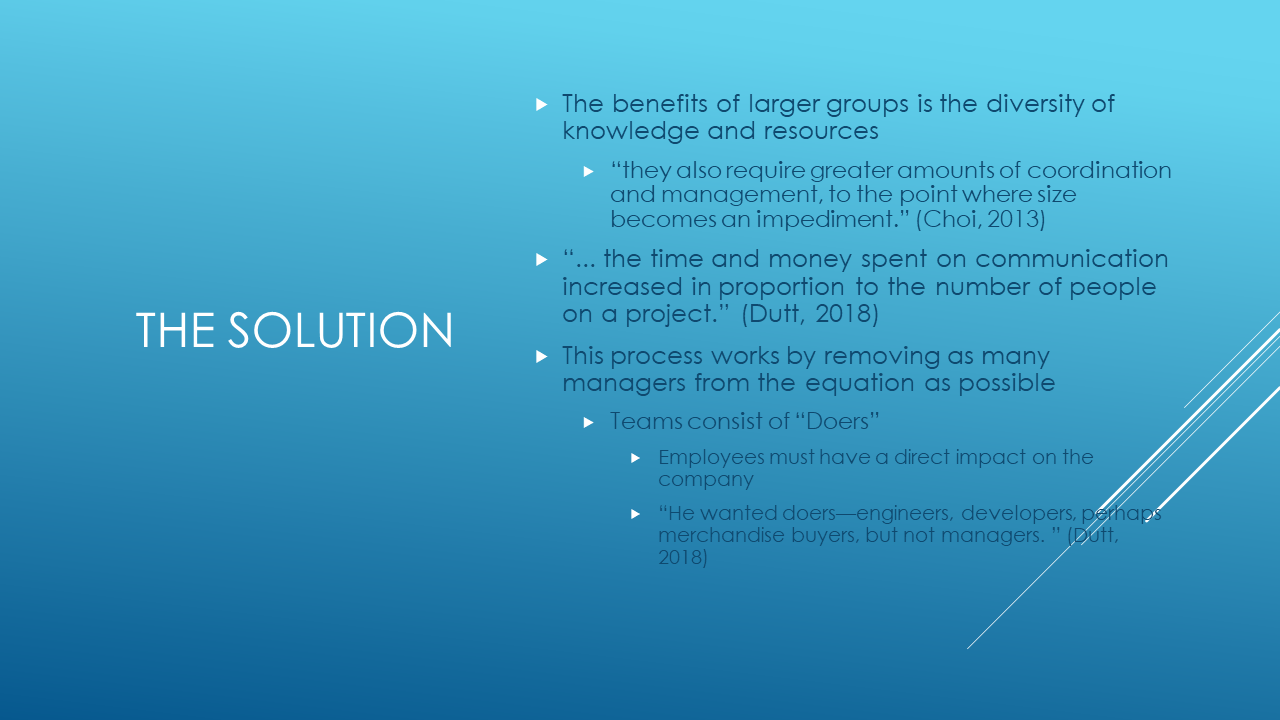 THE SOLUTION
The benefits of larger groups is the diversity of
knowledge and resources
“they also require greater amounts of coordination
and management, to the point where size
becomes an impediment.” (Choi, 2013)
“... the time and money spent on communication
increased in proportion to the number of people
on a project.” (Dutt, 2018)
This process works by removing as many
managers from the equation as possible
Teams consist of “Doers”
Employees must have a direct impact on the
company
“He wanted doers—engineers, developers, perhaps
merchandise buyers, but not managers. ” (Dutt,
2018)